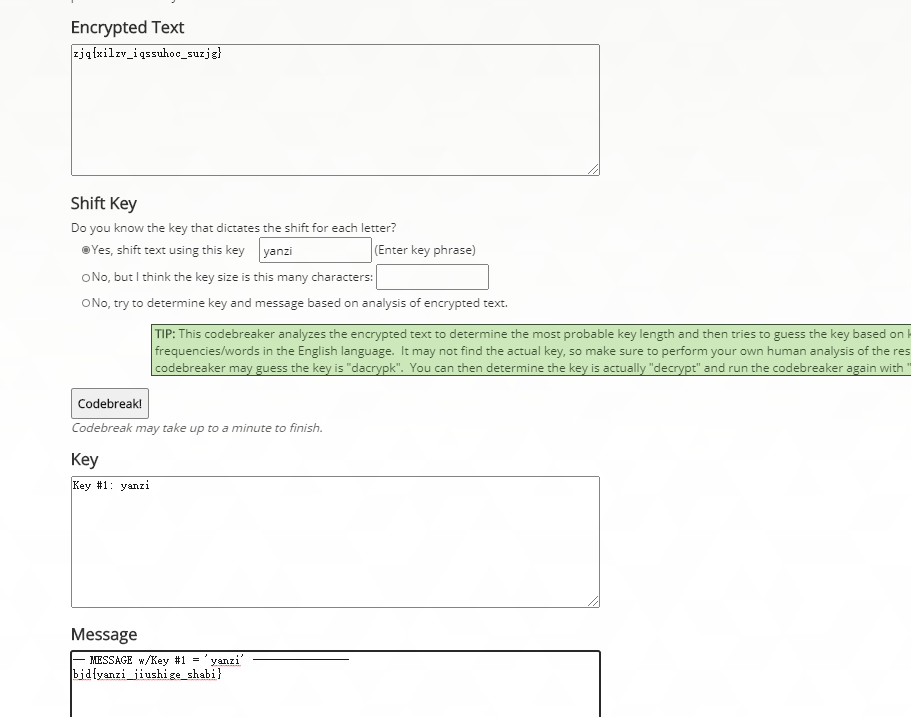 Encrypted Text
zjq{xilzv_iqssuhoc_suzjg}
Shift Key
Do you know the key that dictates the shift for each letter?
Yes, shift text using this key yanzi (Enter key phrase)
No, but I think the key size is this many characters:
No, try to determine key and message based on analysis of encrypted text.
TIP: This codebreaker analyzes the encrypted text to determine the most probable key length and then tries to guess the key based on
frequencies/words in the English language. It may not find the actual key, so make sure to perform your own human analysis of the
codebreaker may guess the key is "dacrypk". You can then determine the key is actually "decrypt" and run the codebreaker again with "
Codebreak!
Codebreak may take up to a minute to finish.
Key
Key #1: yanzi
Message
— MESSAGE w/Key #1 = 'yanzi' ————————
bjd{yanzi_jiushige_shabi}